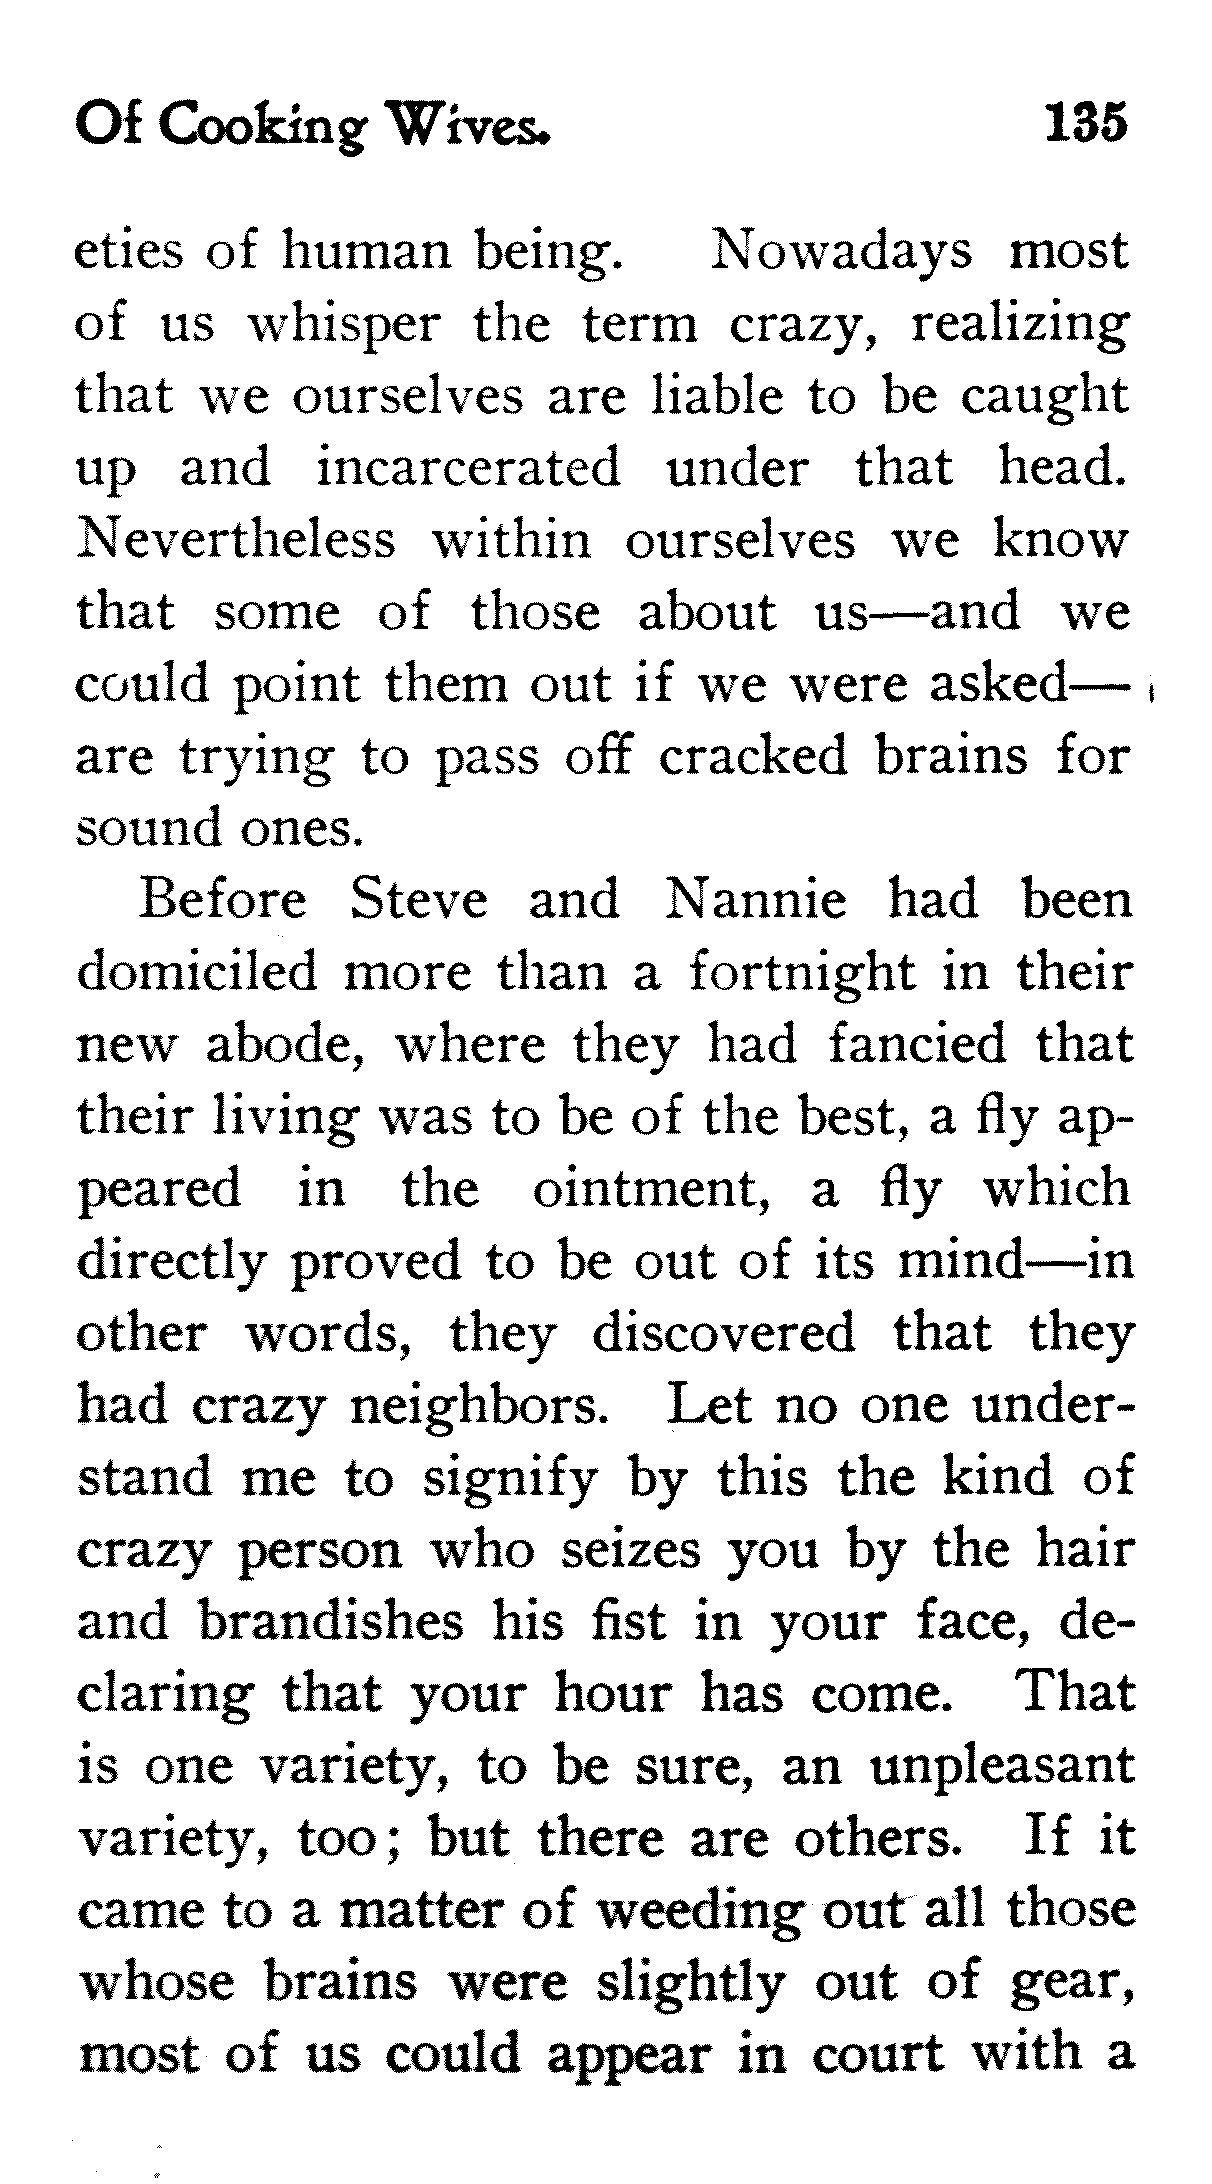 Of Cooking Wives. 135
eties of human being. Nowadays most
of us whisper the term crazy, realizing
that we ourselves are liable to be caught
up and incarcerated under that head.
Nevertheless within ourselves we know
that some of those about us—and we
could point them out if we were asked—
are trying to pass off cracked brains for
sound ones.
Before Steve and Nannie had been
domiciled more than a fortnight in their
new abode, where they had fancied that
their living was to be of the best, a fly ap-
peared in the ointment, a fly which
directly proved to be out of its mind—in
other words, they discovered that they
had crazy neighbors. Let no one under-
stand me to signify by this the kind of
crazy person who seizes you by the hair
and brandishes his fist in your face, de-
claring that your hour has come. That
is one variety, to be sure, an unpleasant
variety, too; but there are others. If it
came to a matter of weeding out all those
whose brains were slightly out of gear,
most of us could appear in court with a